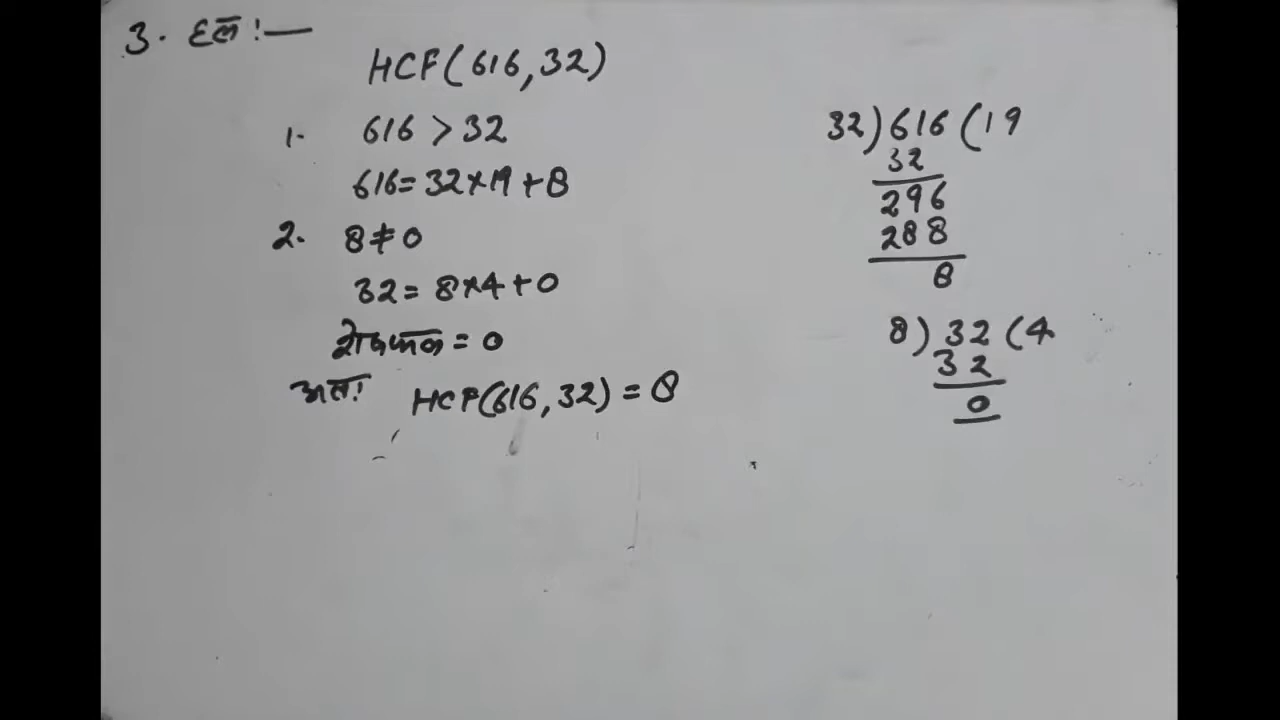 3. हल :—
HCF(616,32)
1. 616 > 32
616 = 32×19 + 8
2. 8 ≠ 0
32 = 8×4 + 0
शेषफल = 0
अतः HCF(616,32) = 8
32)616(19
32
296
288
8
8)32(4
32
0